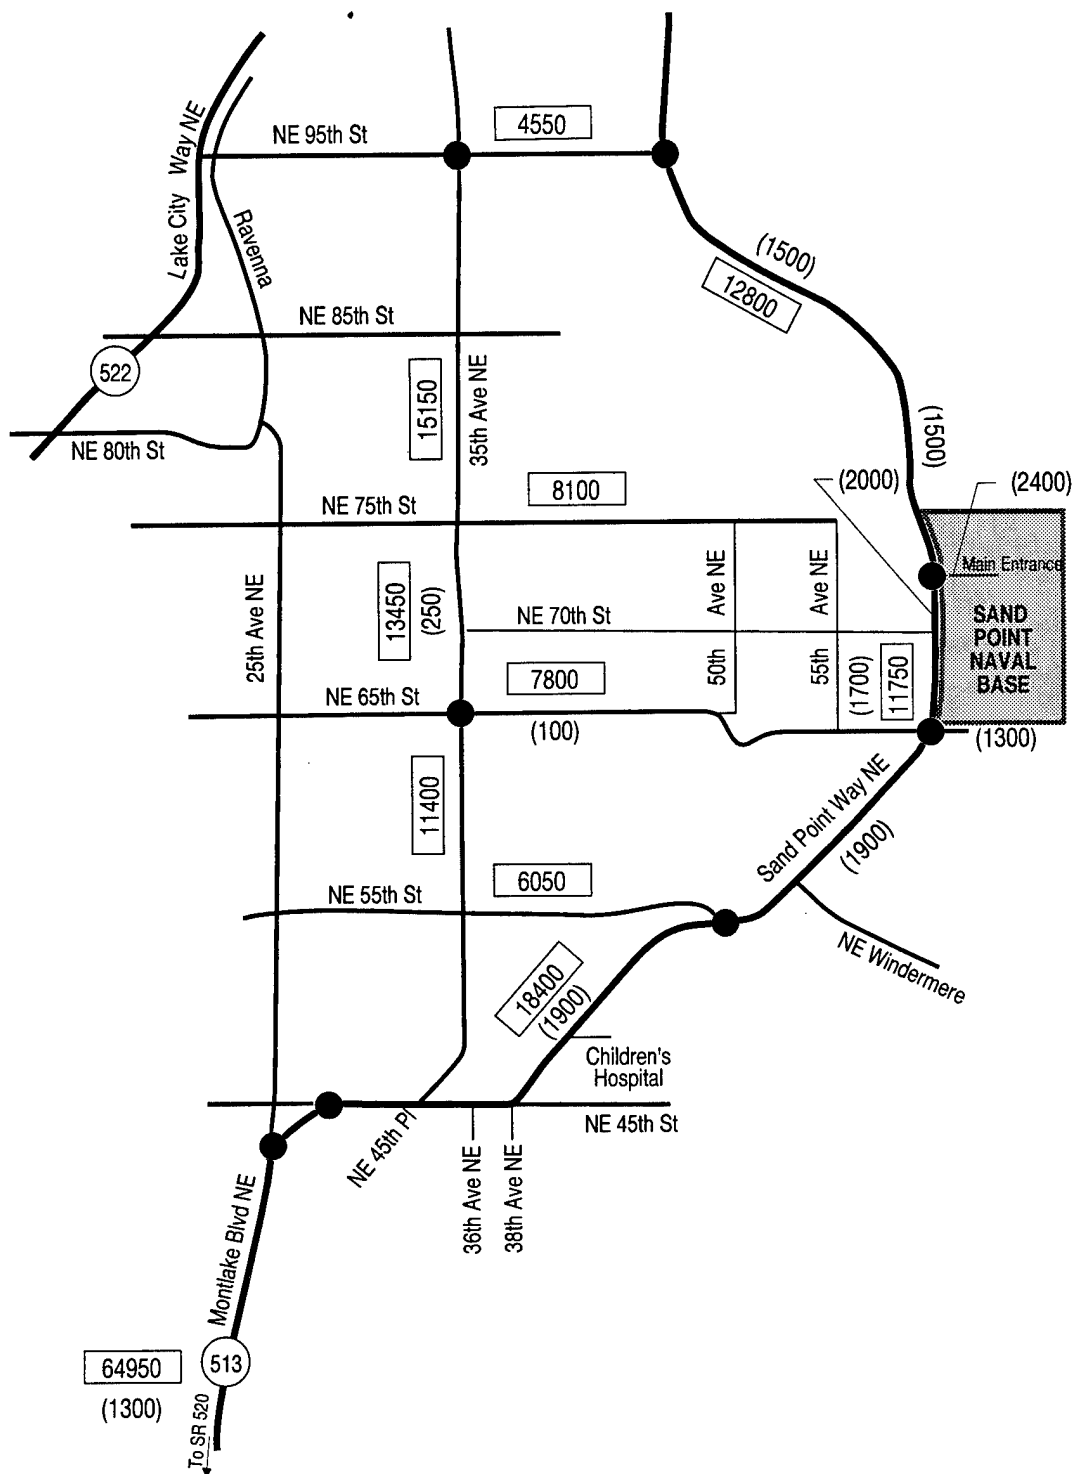 4550
NE 95th St
Lake City Way NE
Ravenna
(1500)
12800
NE 85th St
522
15150
35th Ave NE
(1500)
NE 80th St
8100
(2000)
(2400)
NE 75th St
Main Entrance
25th Ave NE
13450
(250)
50th Ave NE
55th Ave NE
NE 70th St
SAND
POINT
NAVAL
BASE
7800
(1700)
11750
NE 65th St
(100)
(1300)
11400
Sand Point Way NE
(1900)
6050
NE 55th St
NE Windermere
18400
(1900)
Children's
Hospital
NE 45th St
NE 45th Pl
36th Ave NE
38th Ave NE
Montlake Blvd NE
64950
513
(1300)
To SR 520